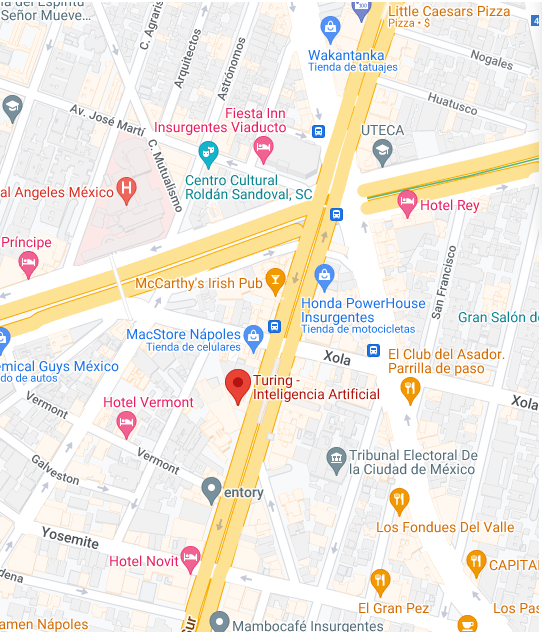 Señor Mueve...
C. Agraris
Arquitectos
Astrónomos
Little Caesars Pizza
Pizza • $
4
Wakantanka
Tienda de tatuajes
Nogales
Huatusco
Av. José Martí
C. Mutualismo
Fiesta Inn
Insurgentes Viaducto
UTECA
Centro Cultural
Roldán Sandoval, SC
al Angeles México
H
Hotel Rey
Príncipe
McCarthy's Irish Pub
San Francisco
Honda PowerHouse
Insurgentes
Tienda de motocicletas
Gran Salón d
MacStore Nápoles
Tienda de celulares
Xola
emical Guys México
do de autos
El Club del Asador.
Parrilla de paso
Turing -
Inteligencia Artificial
Xola
Hotel Vermont
Vermont
Vermont
Galveston
Tribunal Electoral De
la Ciudad de México
entory
Los Fondues Del Valle
Yosemite
Hotel Novit
CAPITA
dena
El Gran Pez
Los Pas
Sur
amen Nápoles
Mambocafé Insurgentes